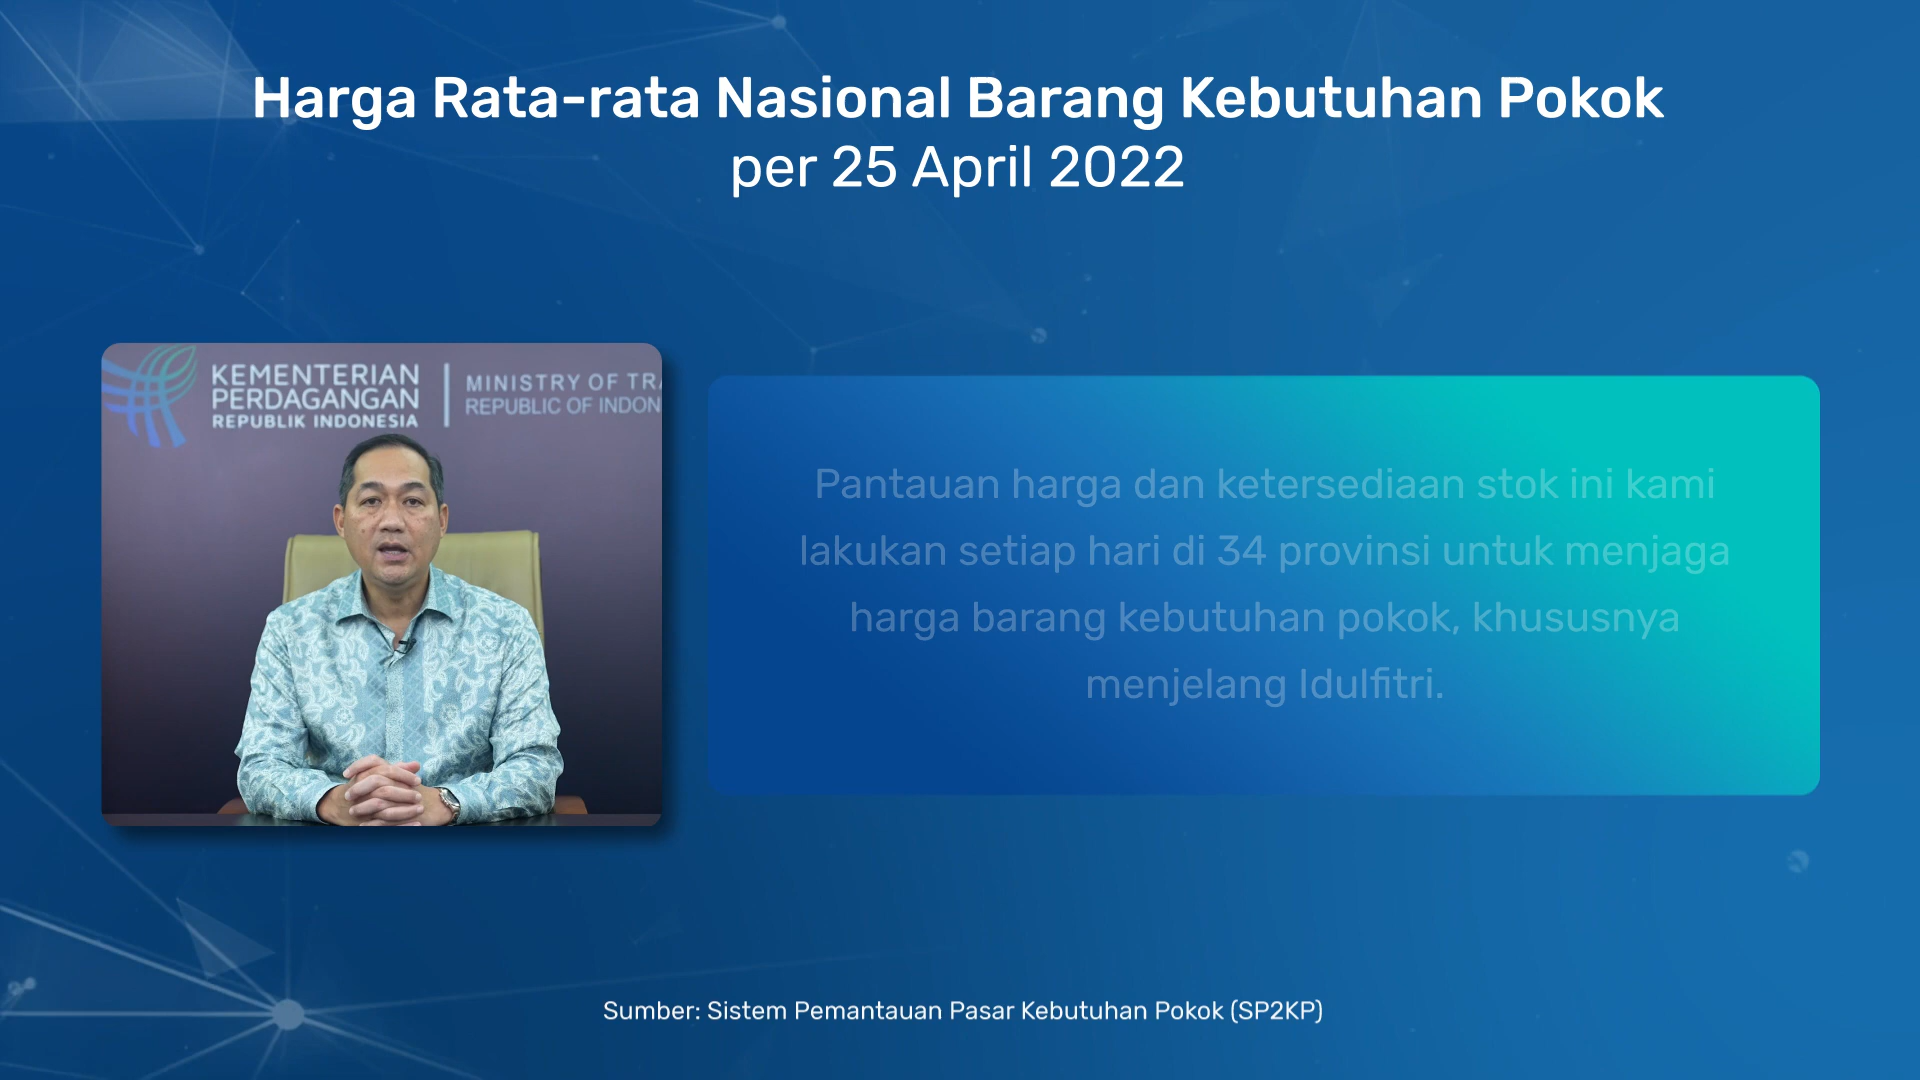 Harga Rata-rata Nasional Barang Kebutuhan Pokok
per 25 April 2022
KEMENTERIAN
PERDAGANGAN
REPUBLIK INDONESIA
MINISTRY OF TRA
REPUBLIC OF INDON
Pantauan harga dan ketersediaan stok ini kami
lakukan setiap hari di 34 provinsi untuk menjaga
harga barang kebutuhan pokok, khususnya
menjelang Idulfitri.
Sumber: Sistem Pemantauan Pasar Kebutuhan Pokok (SP2KP)